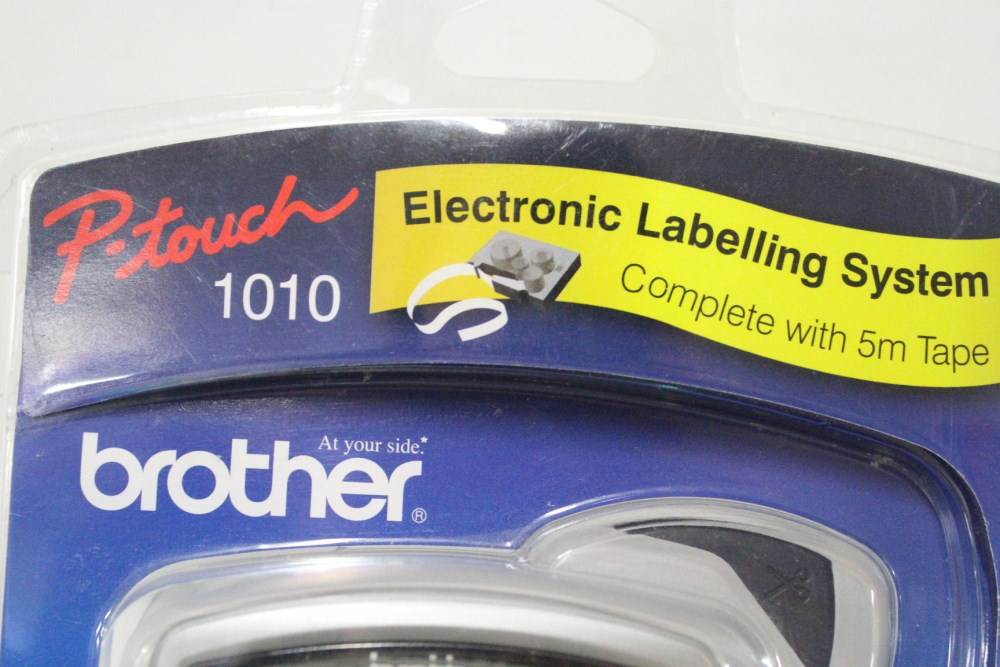 P-touch
1010
Electronic Labelling System
Complete with 5m Tape
At your side.*
brother®